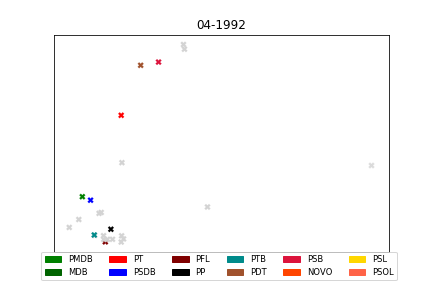 04-1992
PMDB PT PFL PTB PSB PSL
MDB PSDB PP PDT NOVO PSOL